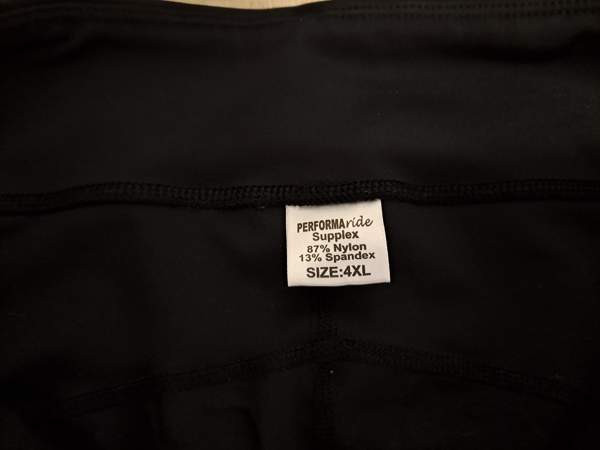 PERFORMAride
Supplex
87% Nylon
13% Spandex
SIZE:4XL